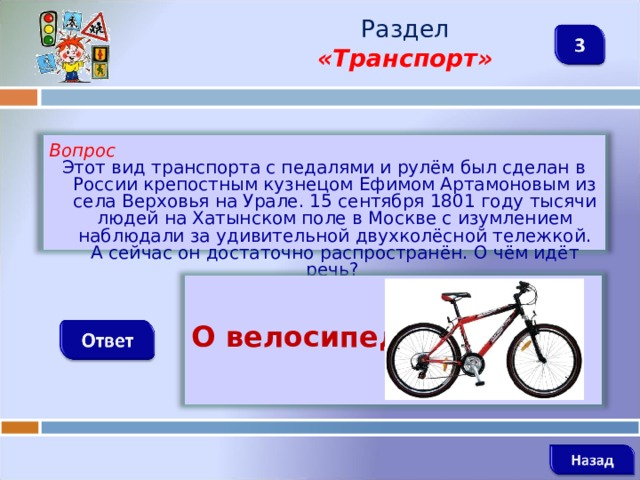 Раздел
«Транспорт»
3
Вопрос
Этот вид транспорта с педалями и рулём был сделан в
России крепостным кузнецом Ефимом Артамоновым из
села Верховья на Урале. 15 сентября 1801 году тысячи
людей на Хатынском поле в Москве с изумлением
наблюдали за удивительной двухколёсной тележкой.
А сейчас он достаточно распространён. О чём идёт
речь?
Ответ
О велосипед
Назад